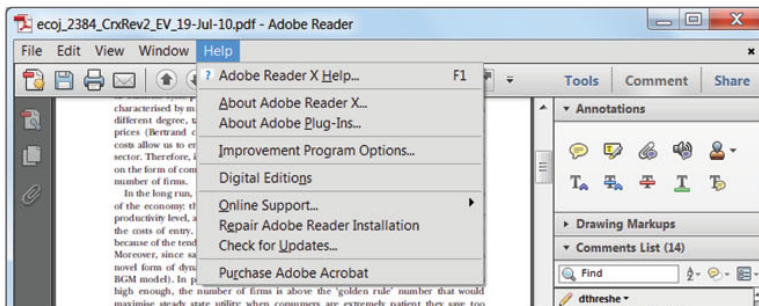 ecoj_2384_CrxRev2_EV_19-Jul-10.pdf - Adobe Reader
File Edit View Window Help
Adobe Reader X Help... F1
Tools Comment Share
characterised by m
About Adobe Reader X...
Annotations
different degree,
About Adobe Plug-Ins...
prices (Bertrand c
costs allow us to er
Improvement Program Options...
sector. Therefore, i
on the form of com
Digital Editions
number of firms.
In the long run,
Online Support...
of the economy: th
Repair Adobe Reader Installation
Drawing Markups
productivity level, a
the costs of entry.
Check for Updates...
Comments List (14)
because of the tend
Moreover, since sa
Purchase Adobe Acrobat
Find
novel form of dyna
BGM model). In p
high enough, the number of firms is above the 'golden rule' number that would
dthreshe
maximise steady state utility: when consumers are extremely patient they save too